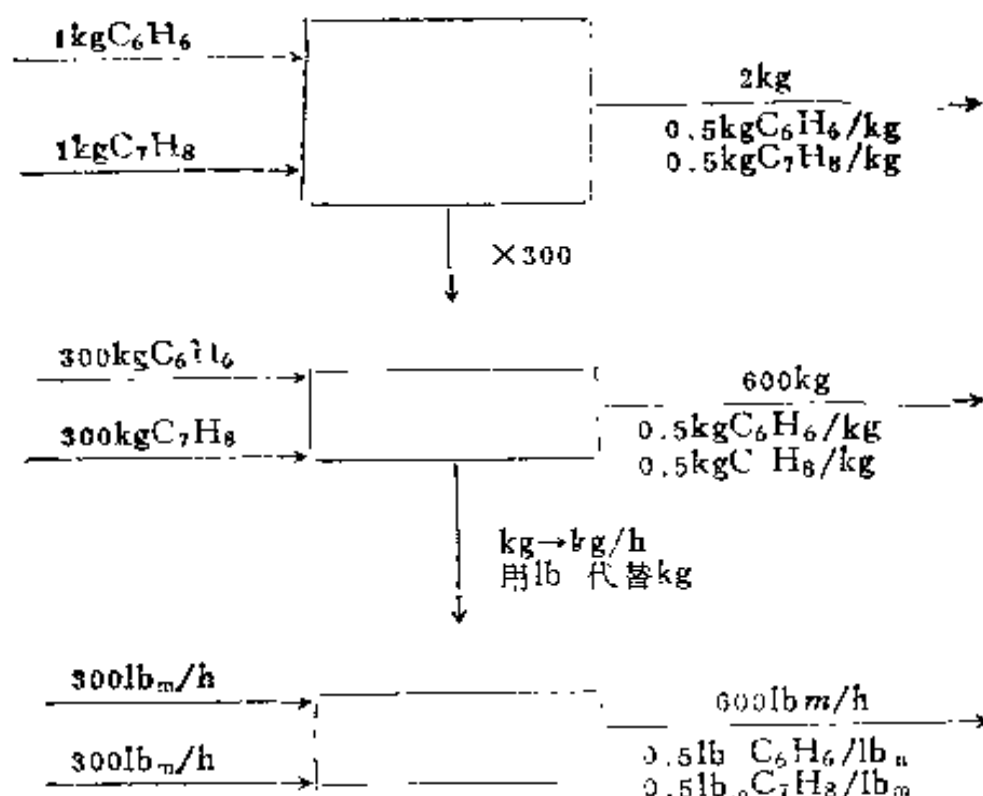 1kgC₆H₆
2kg
0.5kgC₆H₆/kg
1kgC₇H₈
0.5kgC₇H₈/kg
×300
300kgC₆H₆
600kg
300kgC₇H₈
0.5kgC₆H₆/kg
0.5kgC H₈/kg
kg→kg/h
用lb 代替kg
300lbₘ/h
600lbm/h
0.5lb C₆H₆/lbₘ
300lbₘ/h
0.5lb C₇H₈/lbₘ